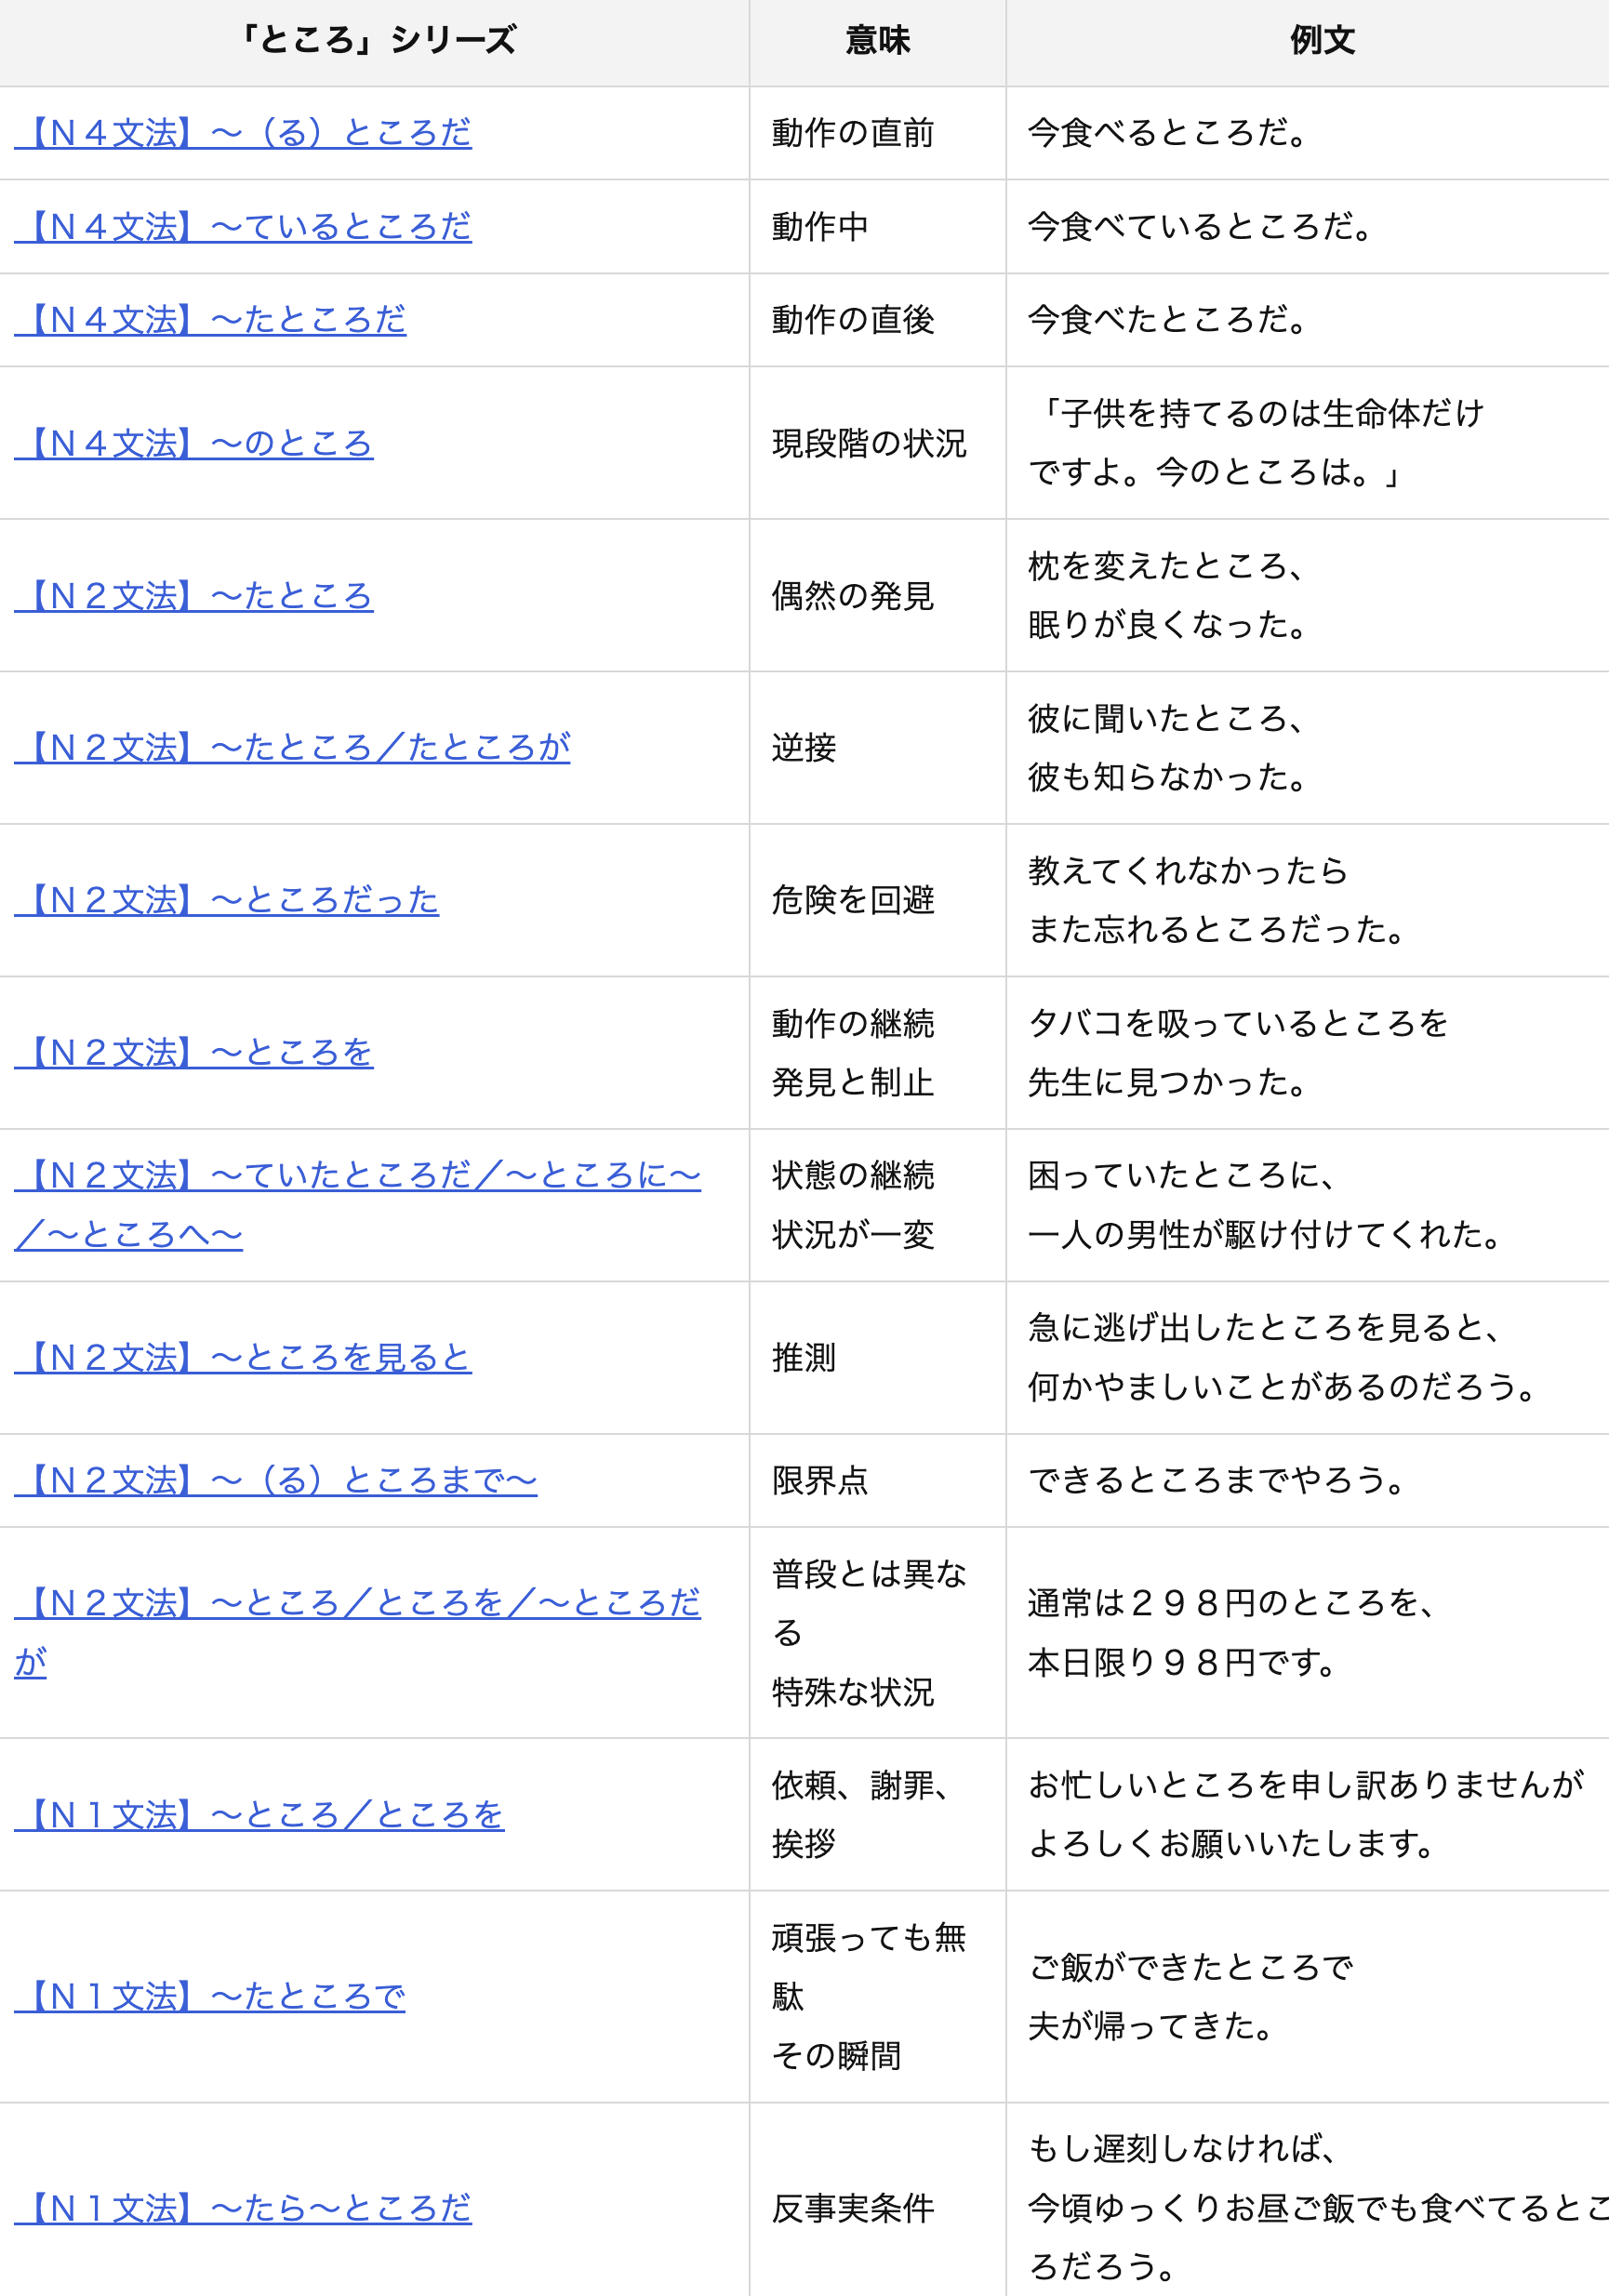 「ところ」シリーズ 意味 例文
【Ｎ４文法】〜（る）ところだ 動作の直前 今食べるところだ。
【Ｎ４文法】〜ているところだ 動作中 今食べているところだ。
【Ｎ４文法】〜たところだ 動作の直後 今食べたところだ。
【Ｎ４文法】〜のところ 現段階の状況
「子供を持てるのは生命体だけ
ですよ。今のところは。」
【Ｎ２文法】〜たところ 偶然の発見
枕を変えたところ、
眠りが良くなった。
【Ｎ２文法】〜たところ／たところが 逆接
彼に聞いたところ、
彼も知らなかった。
【Ｎ２文法】〜ところだった 危険を回避
教えてくれなかったら
また忘れるところだった。
【Ｎ２文法】〜ところを
動作の継続
発見と制止
タバコを吸っているところを
先生に見つかった。
【Ｎ２文法】〜ていたところだ／〜ところに〜
／〜ところへ〜
状態の継続
状況が一変
困っていたところに、
一人の男性が駆け付けてくれた。
【Ｎ２文法】〜ところを見ると 推測
急に逃げ出したところを見ると、
何かやましいことがあるのだろう。
【Ｎ２文法】〜（る）ところまで〜 限界点 できるところまでやろう。
【Ｎ２文法】〜ところ／ところを／〜ところだ
が
普段とは異な
る
特殊な状況
通常は２９８円のところを、
本日限り９８円です。
【Ｎ１文法】〜ところ／ところを
依頼、謝罪、
挨拶
お忙しいところを申し訳ありませんが
よろしくお願いいたします。
【Ｎ１文法】〜たところで
頑張っても無
駄
その瞬間
ご飯ができたところで
夫が帰ってきた。
【Ｎ１文法】〜たら〜ところだ 反事実条件
もし遅刻しなければ、
今頃ゆっくりお昼ご飯でも食べてるとこ
ろだろう。